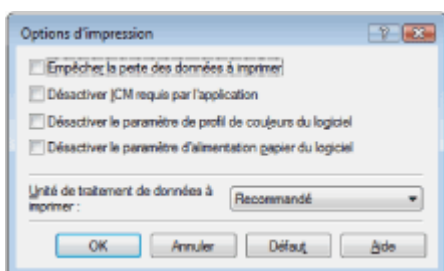 Options d'impression
Empêcher la perte des données à imprimer
Désactiver ICM requis par l'application
Désactiver le paramètre de profil de couleurs du logiciel
Désactiver le paramètre d'alimentation papier du logiciel
Unité de traitement de données à
imprimer :
Recommandé
OK Annuler Défaut Aide